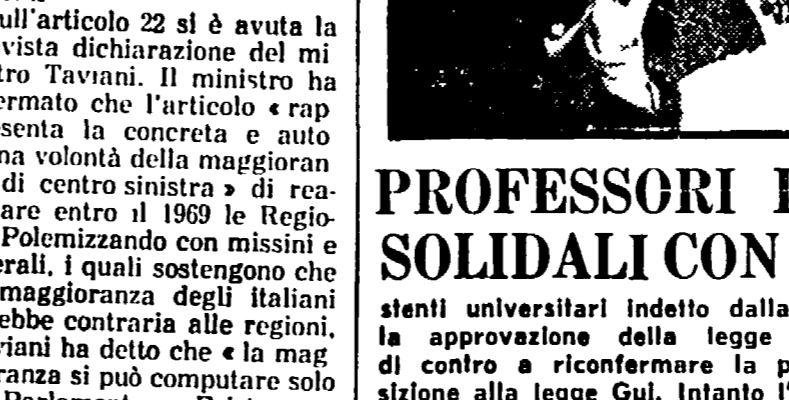 ull'articolo 22 si è avuta la
vista dichiarazione del mi
tro Taviani. Il ministro ha
ermato che l'articolo « rap
senta la concreta e auto
na volontà della maggioran
di centro sinistra » di rea-
are entro il 1969 le Regio-
Polemizzando con missini e
erali, i quali sostengono che
maggioranza degli italiani
ebbe contraria alle regioni,
riani ha detto che « la mag
ranza si può computare solo
PROFESSORI
SOLIDALI CON
stenti universitari indetto dalla
la approvazione della legge
di contro a riconfermare la p
sizione alla legge Gui. Intanto l'